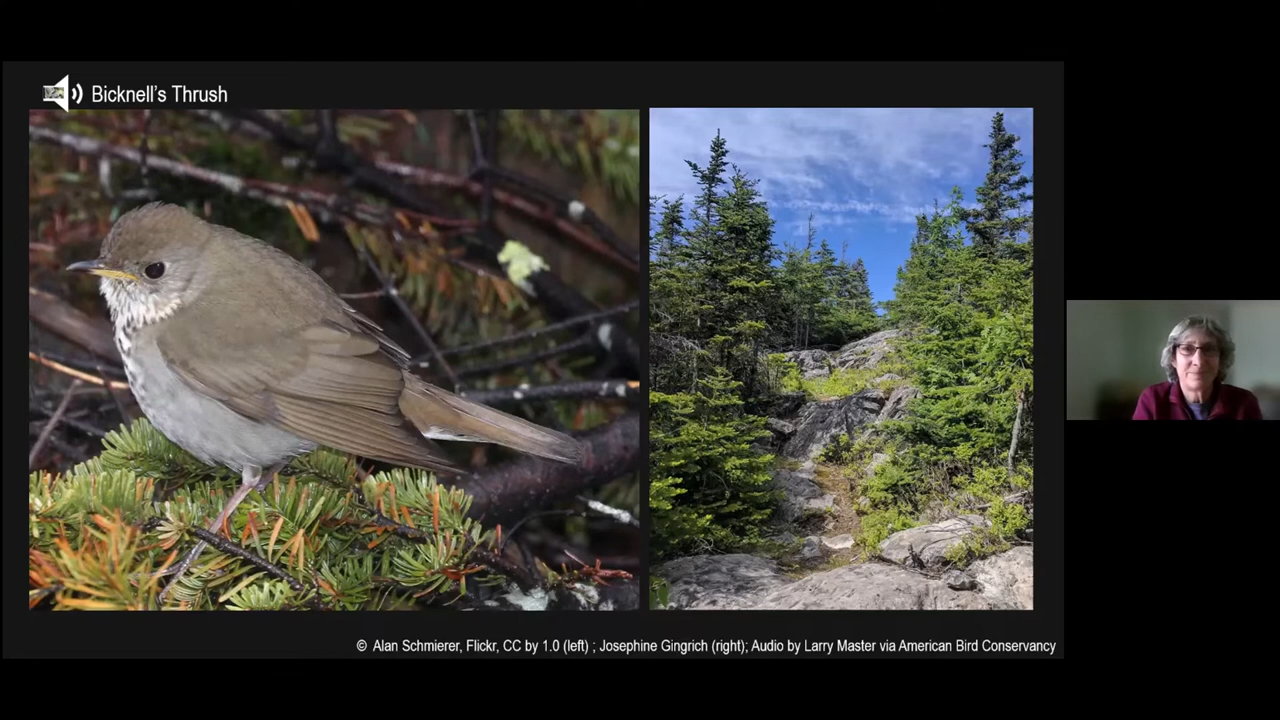 Bicknell's Thrush
© Alan Schmierer, Flickr, CC by 1.0 (left) ; Josephine Gingrich (right); Audio by Larry Master via American Bird Conservancy